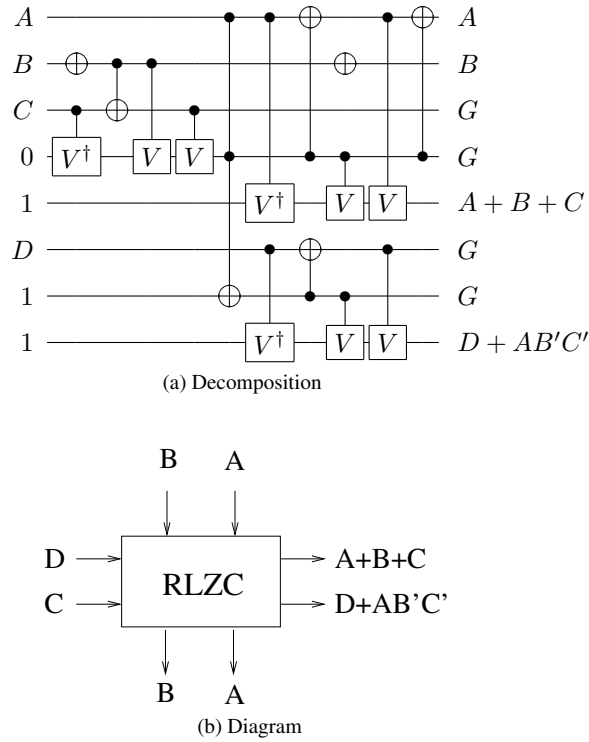 A A
B B
C G
V† V V
0 G
V† V V
1 A + B + C
D G
1 G
V† V V
1 D + AB′C′
(a) Decomposition
B A
D A+B+C
RLZC
C D+AB'C'
B A
(b) Diagram